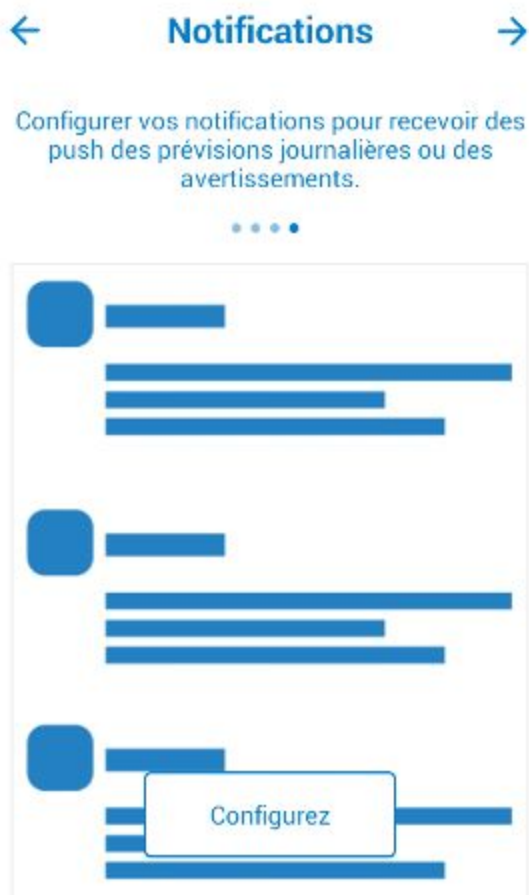 Notifications
Configurer vos notifications pour recevoir des
push des prévisions journalières ou des
avertissements.
Configurez